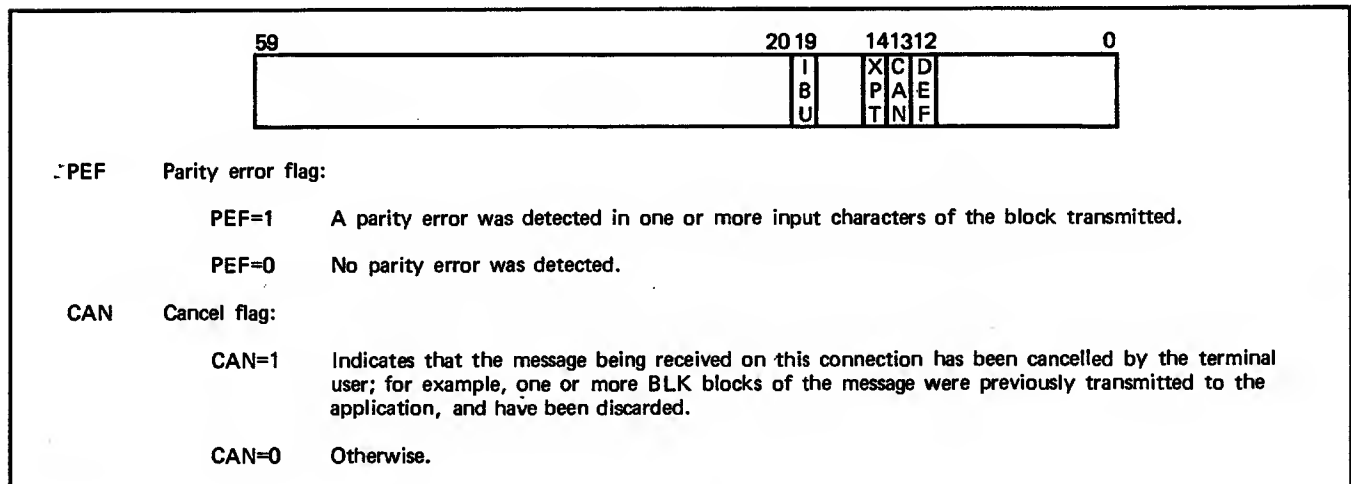 59 20 19 14 13 12 0
I B U X P T C A N D E F
PEF Parity error flag:
PEF=1 A parity error was detected in one or more input characters of the block transmitted.
PEF=0 No parity error was detected.
CAN Cancel flag:
CAN=1 Indicates that the message being received on this connection has been cancelled by the terminal
user; for example, one or more BLK blocks of the message were previously transmitted to the
application, and have been discarded.
CAN=0 Otherwise.